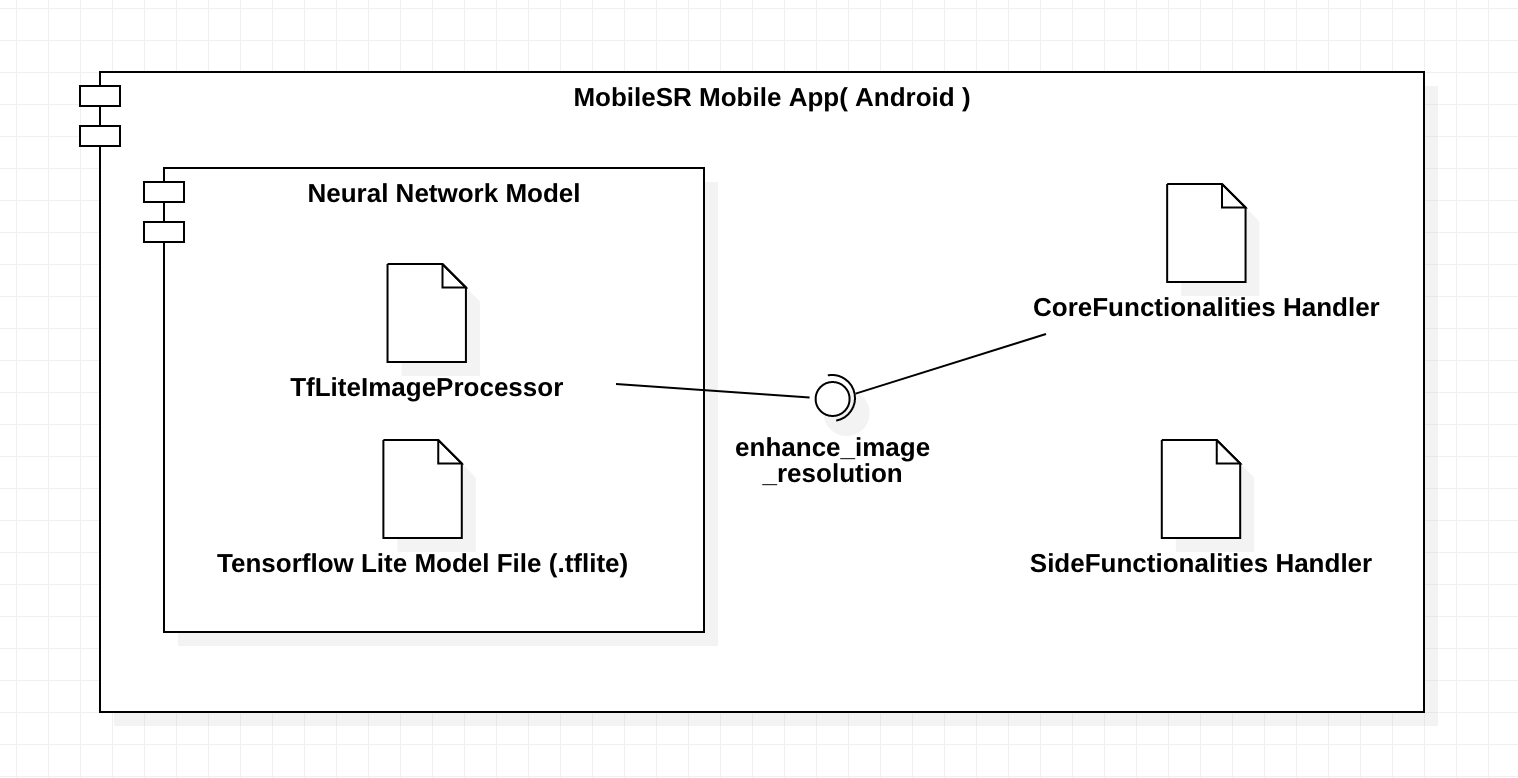 MobileSR Mobile App( Android )
Neural Network Model
CoreFunctionalities Handler
TfLiteImageProcessor
enhance_image
_resolution
Tensorflow Lite Model File (.tflite)
SideFunctionalities Handler